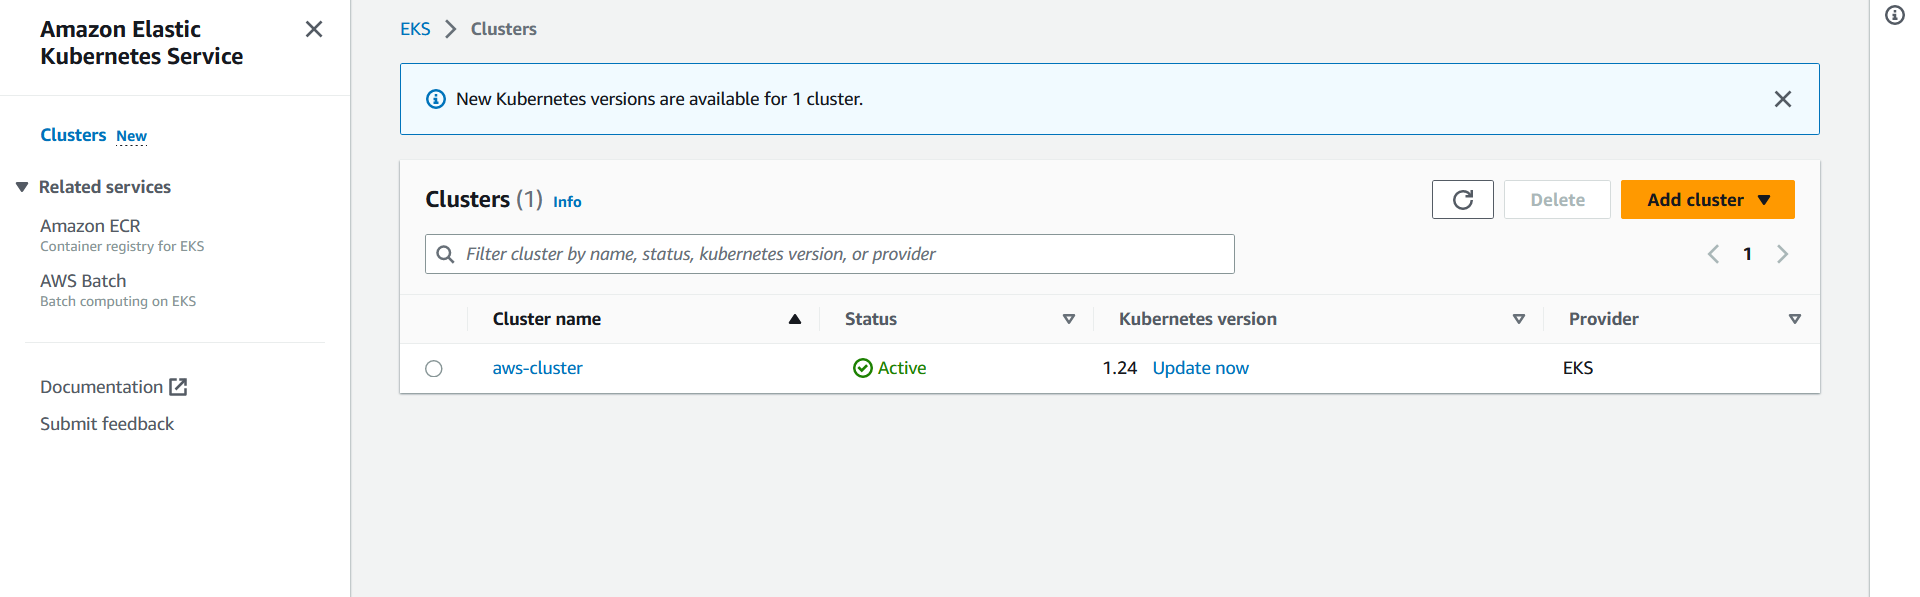 Amazon Elastic
Kubernetes Service
Clusters New
Related services
Amazon ECR
Container registry for EKS
AWS Batch
Batch computing on EKS
Documentation
Submit feedback
EKS Clusters
New Kubernetes versions are available for 1 cluster.
Clusters (1) Info
Delete
Add cluster
Filter cluster by name, status, kubernetes version, or provider
1
Cluster name Status Kubernetes version Provider
aws-cluster Active 1.24 Update now EKS